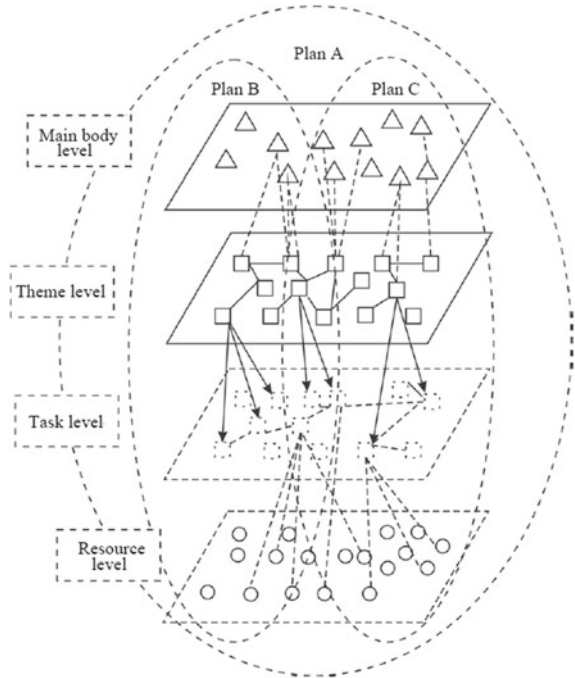 Plan A
Plan B
Plan C
Main body
level
Theme level
Task level
Resource
level